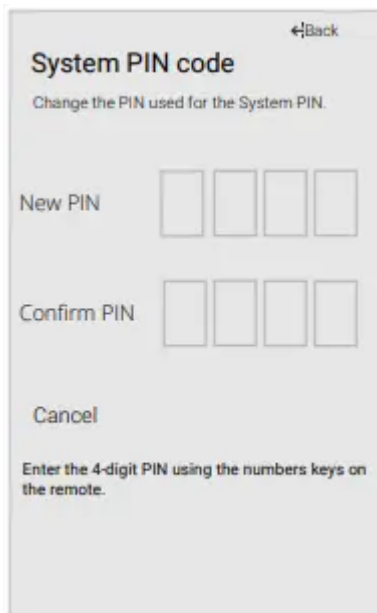 Back
System PIN code
Change the PIN used for the System PIN.
New PIN
Confirm PIN
Cancel
Enter the 4-digit PIN using the numbers keys on
the remote.